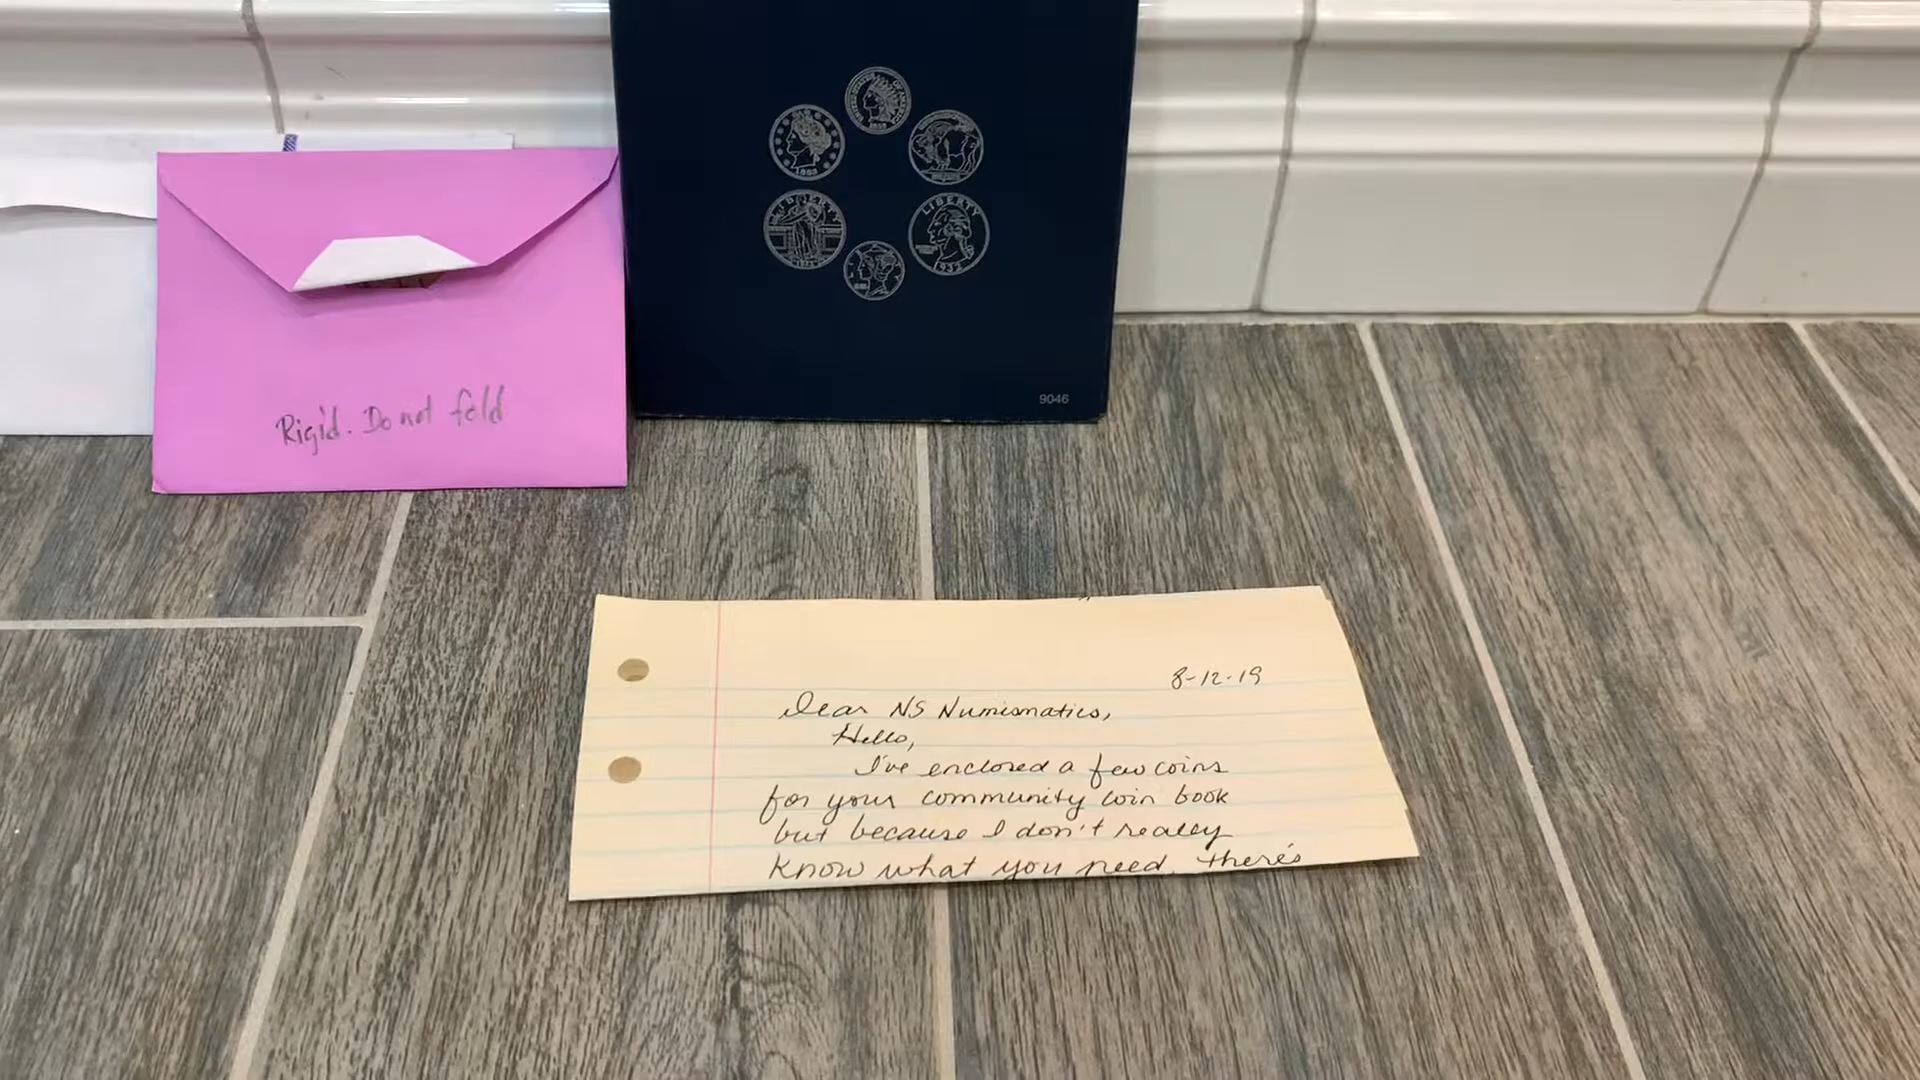 Rigid. Do not fold
LIBERTY
1932
9046
8-12-19
Dear NS Numismatics,
Hello,
I've enclosed a few coins
for your community coin book
but because I don't really
know what you need, there's